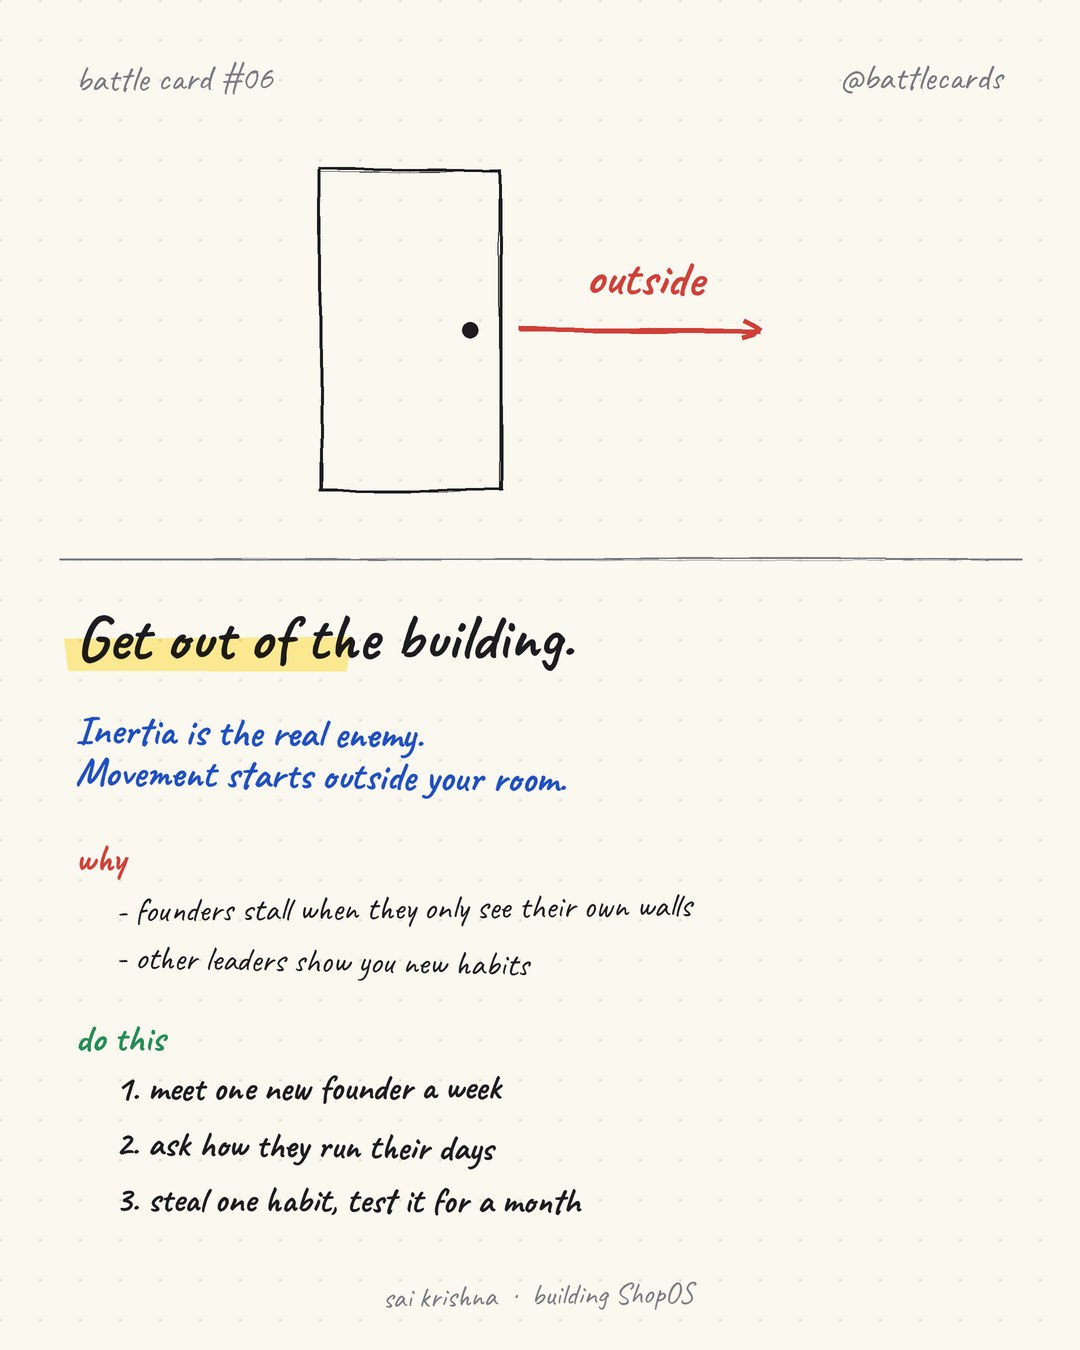 battle card #06
@battlecards
outside
Get out of the building.
Inertia is the real enemy.
Movement starts outside your room.
why
- founders stall when they only see their own walls
- other leaders show you new habits
do this
1. meet one new founder a week
2. ask how they run their days
3. steal one habit, test it for a month
sai krishna · building ShopOS